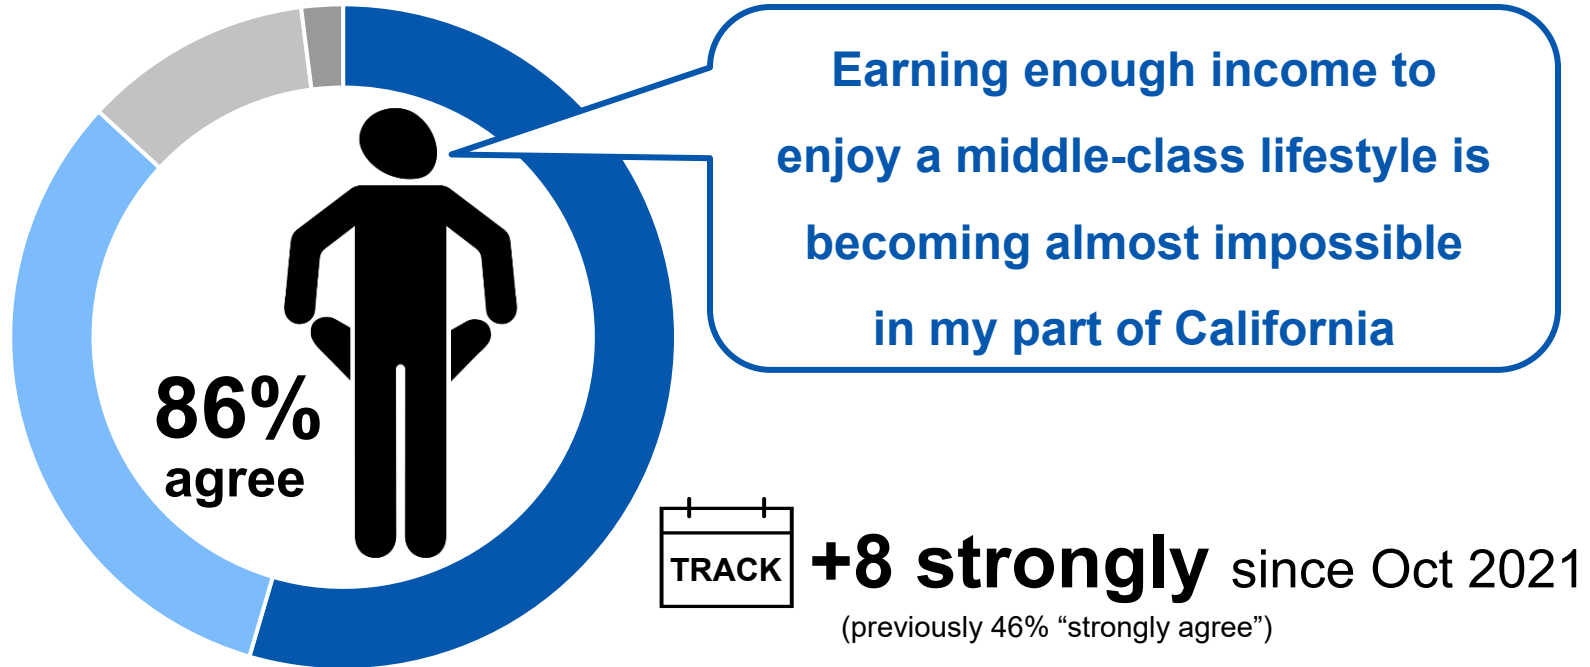 Earning enough income to
enjoy a middle-class lifestyle is
becoming almost impossible
in my part of California
86%
agree
TRACK
+8 strongly since Oct 2021
(previously 46% “strongly agree”)